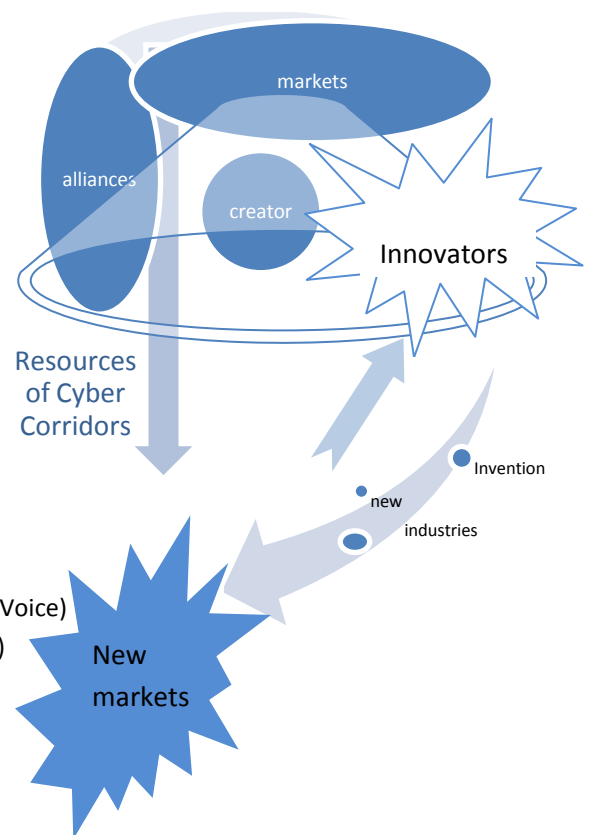 markets
alliances
creator
Innovators
Resources
of Cyber
Corridors
Invention
new
industries
Voice)
)
New
markets